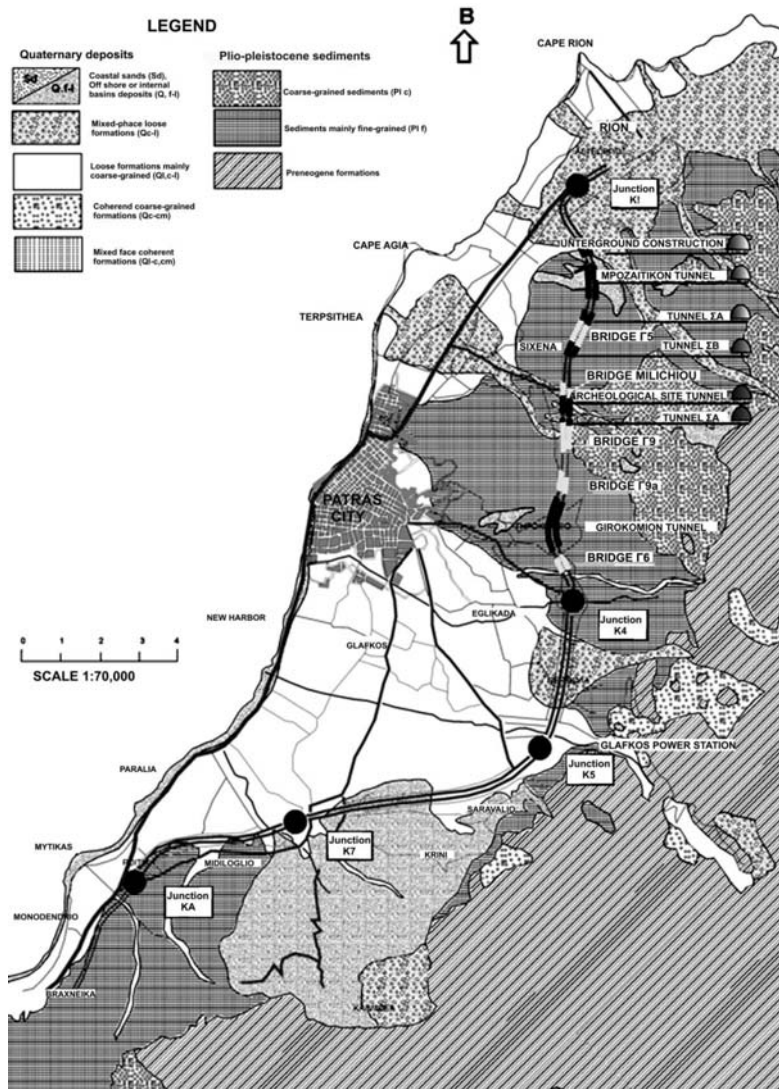 LEGEND
Quaternary deposits
Sd
Q,f-l
Coastal sands (Sd),
Off shore or internal
basins deposits (Q, f-l)
Mixed-phace loose
formations (Qc-l)
Loose formations mainly
coarse-grained (Ql,c-l)
Coherend coarse-grained
formations (Qc-cm)
Mixed face coherent
formations (Ql-c,cm)
Plio-pleistocene sediments
Coarse-grained sediments (Pl c)
Sediments mainly fine-grained (Pl f)
Preneogene formations
B
CAPE RION
RION
Junction
K!
UNTERGROUND CONSTRUCTION
CAPE AGIA
MPOZAITIKON TUNNEL
TERPSITHEA
TUNNEL ΣA
BRIDGE Γ5
SIXENA
TUNNEL ΣB
BRIDGE MILICHIOU
ARCHEOLOGICAL SITE TUNNEL
TUNNEL ΣA
BRIDGE Γ9
BRIDGE Γ9a
PATRAS
CITY
GIROKOMION TUNNEL
BRIDGE Γ6
NEW HARBOR
EGLIKADA
Junction
K4
GLAFKOS
0 1 2 3 4
SCALE 1:70,000
GLAFKOS POWER STATION
PARALIA
Junction
K5
SARAVALIO
MYTIKAS
MIDILOGLIO
Junction
K7
KRINI
Junction
KA
MONODENDRIO
BRAXNEIKA